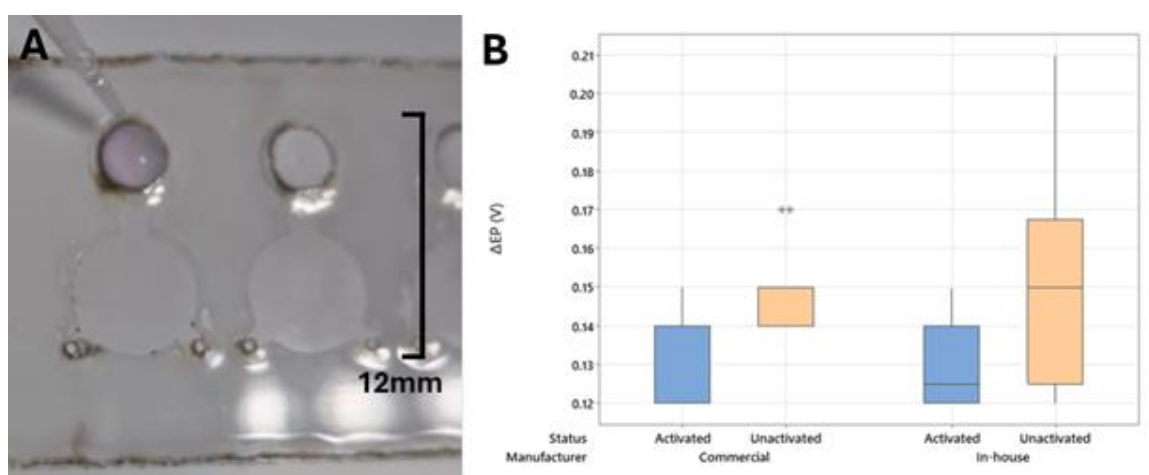 A
12mm
B
0.21
0.20
0.19
0.18
0.17
0.16
0.15
0.14
0.13
0.12
ΔEP (V)
**
Status Activated Unactivated Activated Unactivated
Manufacturer Commercial In-house